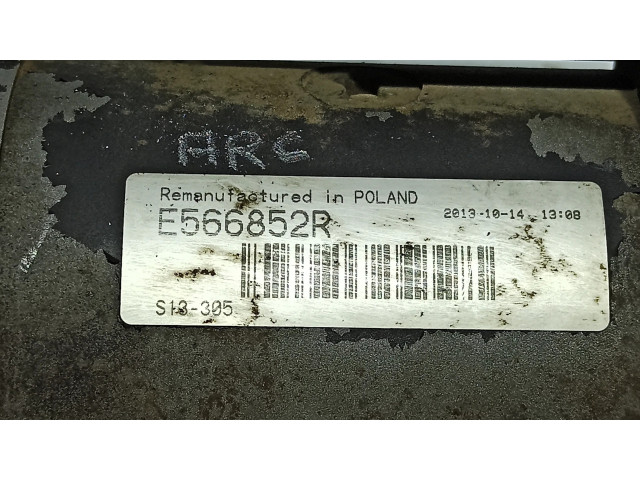 ARC
Remanufactured in POLAND
E566852R
2013-10-14 13:08
S13-305